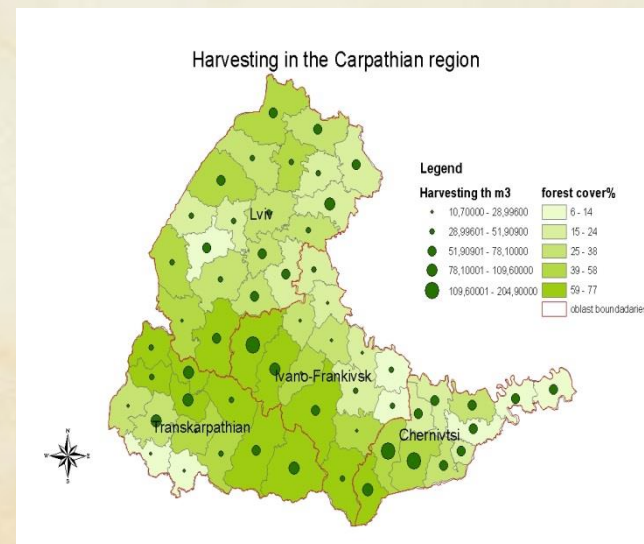 Harvesting in the Carpathian region
Legend
Harvesting th m3 forest cover%
10,70000 - 28,99600 6 - 14
28,99601 - 51,90900 15 - 24
51,90901 - 78,10000 25 - 38
78,10001 - 109,60000 39 - 58
109,60001 - 204,90000 59 - 77
oblast boundadaries
Lviv
Ivano-Frankivsk
Transkarpathian
Chernivtsi
N
W E
S